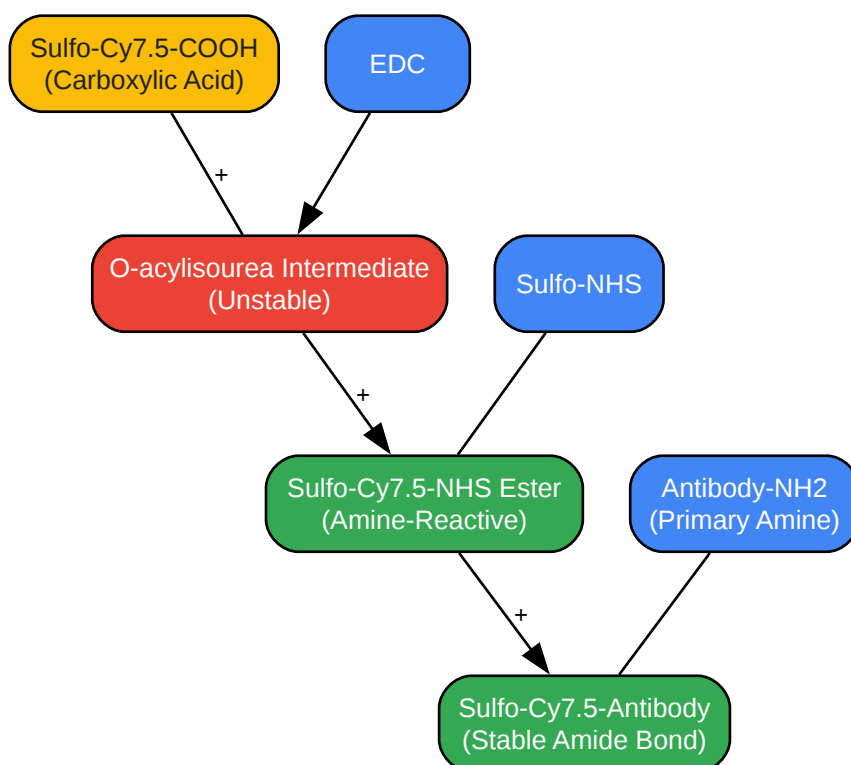 Sulfo-Cy7.5-COOH
(Carboxylic Acid)
EDC
+
O-acylisourea Intermediate
(Unstable)
Sulfo-NHS
+
Sulfo-Cy7.5-NHS Ester
(Amine-Reactive)
Antibody-NH2
(Primary Amine)
+
Sulfo-Cy7.5-Antibody
(Stable Amide Bond)